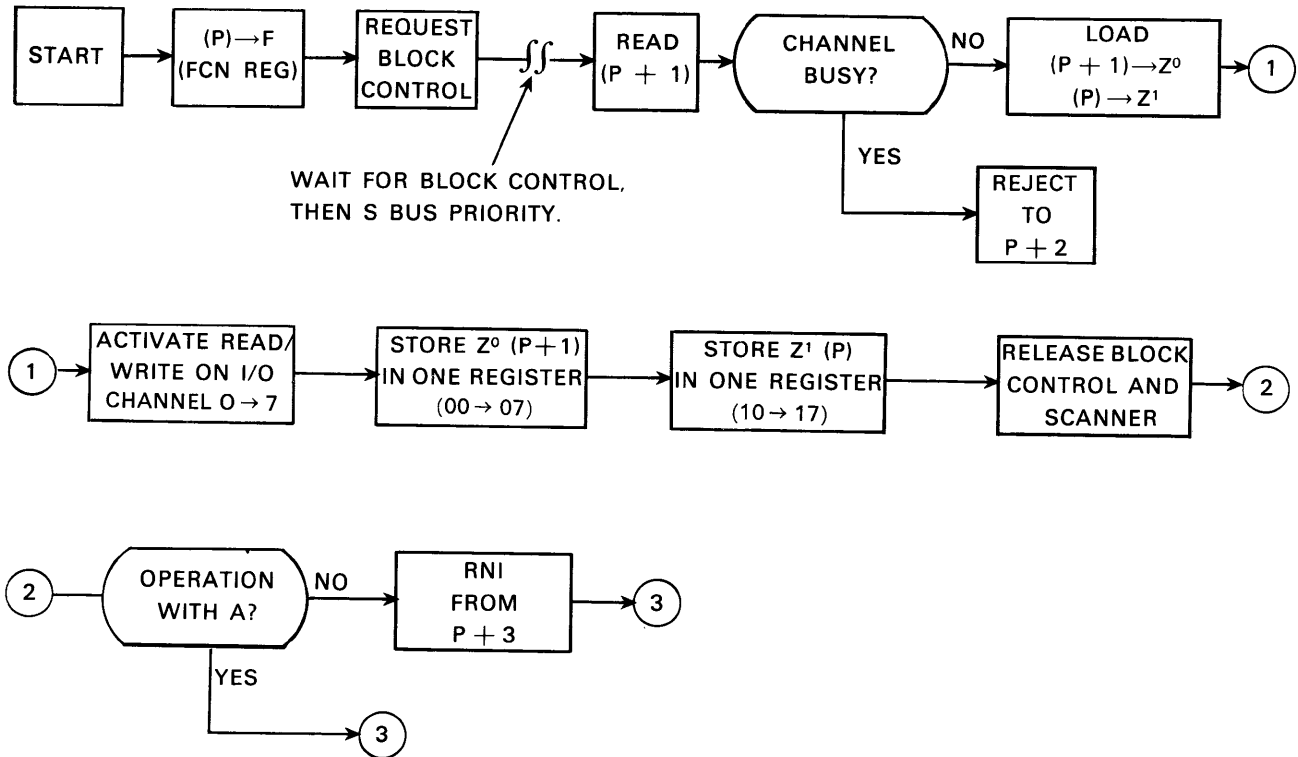 START
(P)→F
(FCN REG)
REQUEST
BLOCK
CONTROL
READ
(P + 1)
CHANNEL
BUSY?
NO
LOAD
(P + 1)→Z⁰
(P)→Z¹
1
WAIT FOR BLOCK CONTROL,
THEN S BUS PRIORITY.
YES
REJECT
TO
P + 2
1
ACTIVATE READ/
WRITE ON I/O
CHANNEL 0→7
STORE Z⁰ (P+1)
IN ONE REGISTER
(00→07)
STORE Z¹ (P)
IN ONE REGISTER
(10→17)
RELEASE BLOCK
CONTROL AND
SCANNER
2
2
OPERATION
WITH A?
NO
RNI
FROM
P + 3
3
YES
3